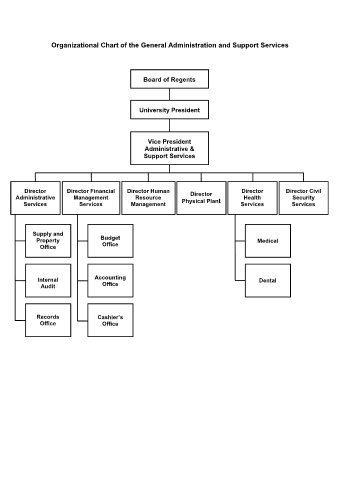 Organizational Chart of the General Administration and Support Services
Board of Regents
University President
Vice President
Administrative &
Support Services
Director
Administrative
Services
Director Financial
Management
Services
Director Human
Resource
Management
Director
Physical Plant
Director
Health
Services
Director Civil
Security
Services
Supply and
Property
Office
Internal
Audit
Records
Office
Budget
Office
Accounting
Office
Cashier's
Office
Medical
Dental